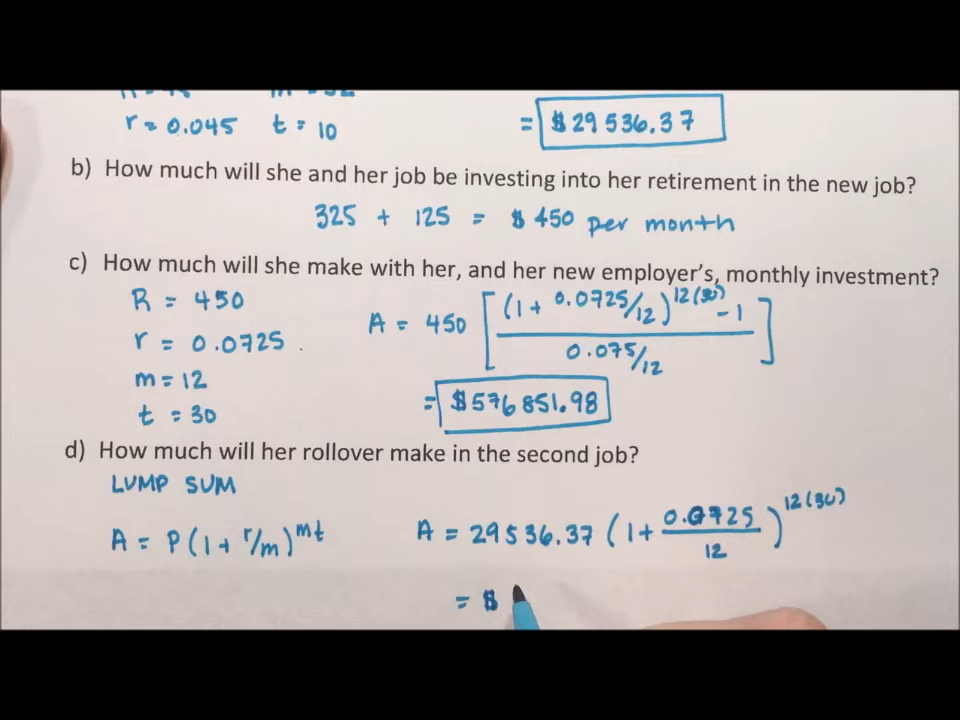 r = 0.045 t = 10 = $29 536.37
b) How much will she and her job be investing into her retirement in the new job?
325 + 125 = $ 450 per month
c) How much will she make with her, and her new employer's, monthly investment?
R = 450
r = 0.0725
m = 12
t = 30
A = 450 [ (1 + 0.0725/12)^12(30) - 1
0.075/12 ]
= $576 851.98
d) How much will her rollover make in the second job?
LUMP SUM
A = P(1 + r/m)^mt
A = 29536.37 (1 + 0.0725
12 )^12(30)
= $